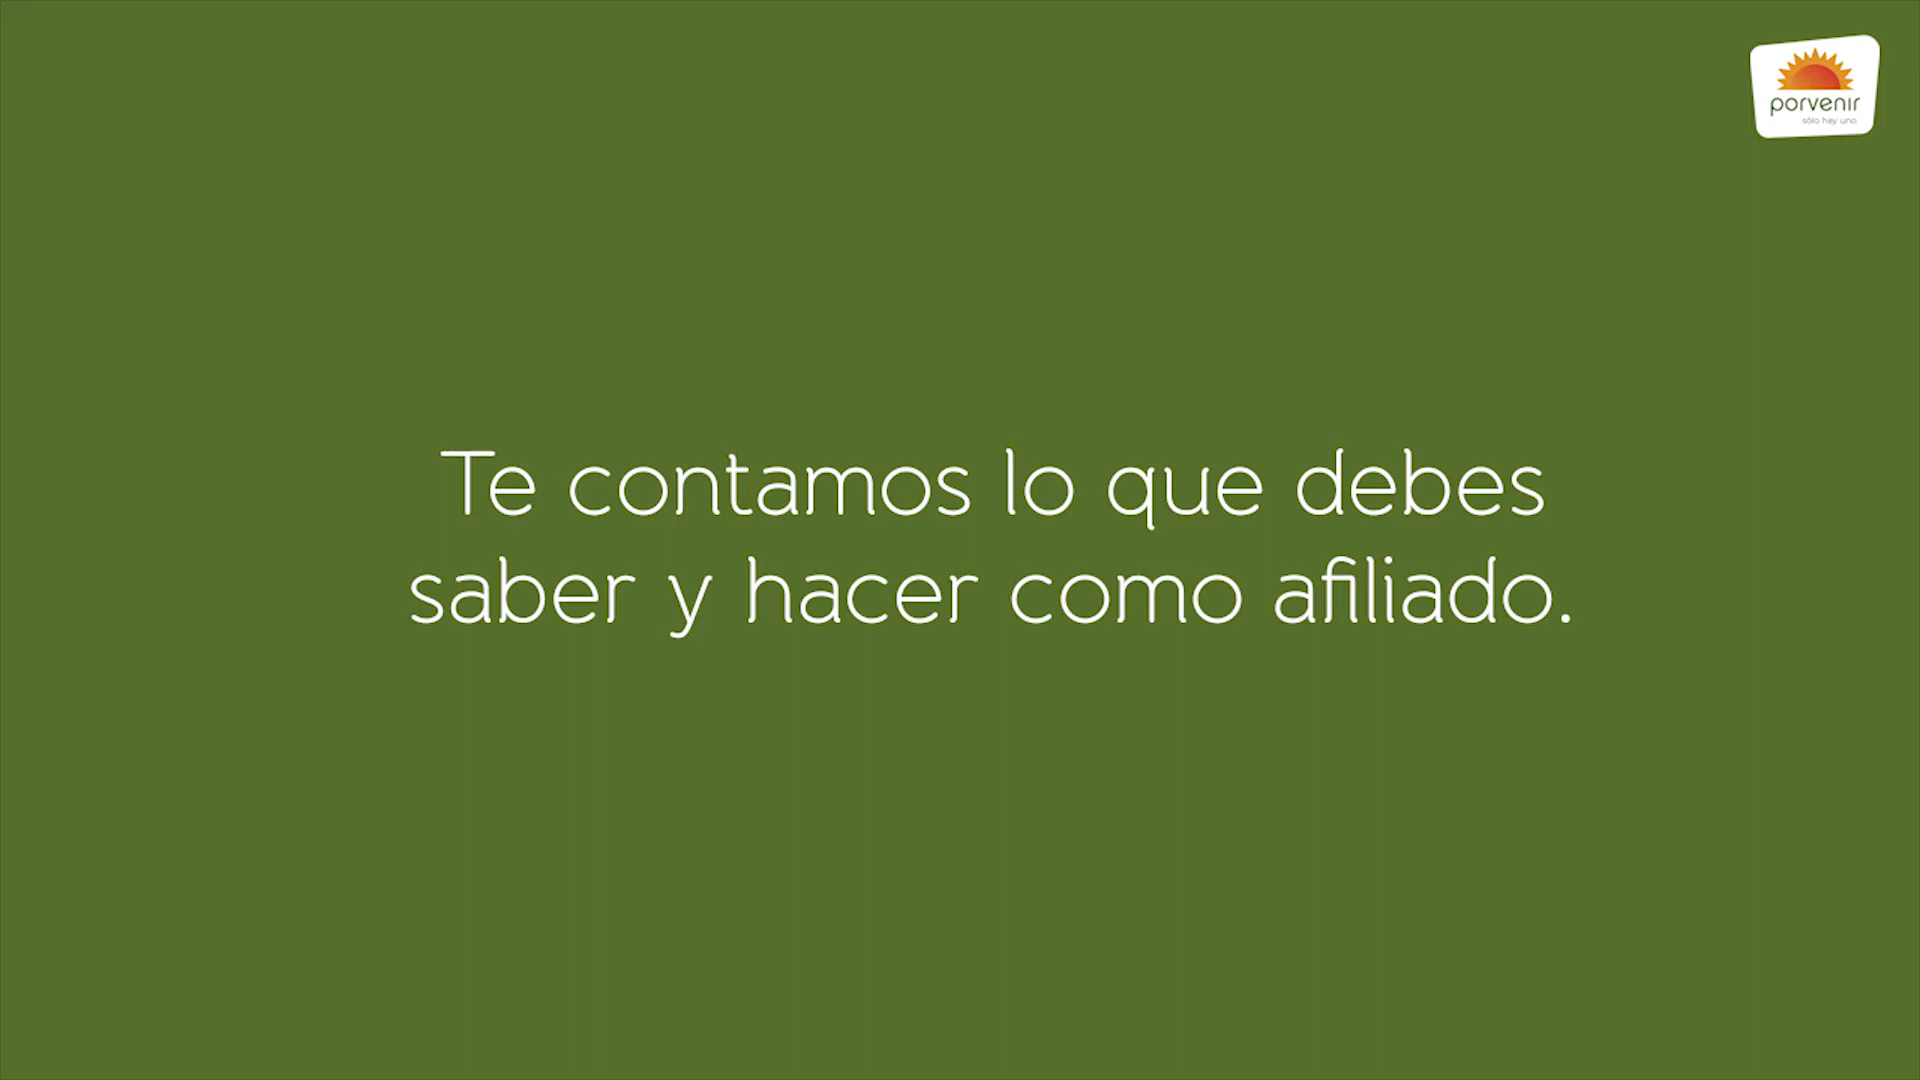 porvenir
sólo hay uno
Te contamos lo que debes
saber y hacer como afiliado.